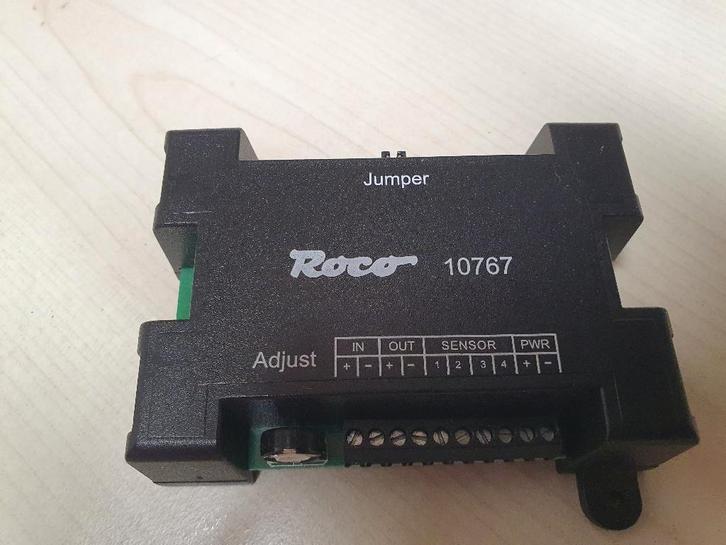 Jumper
Roco 10767
Adjust
IN OUT SENSOR PWR
+ - + - 1 2 3 4 + -